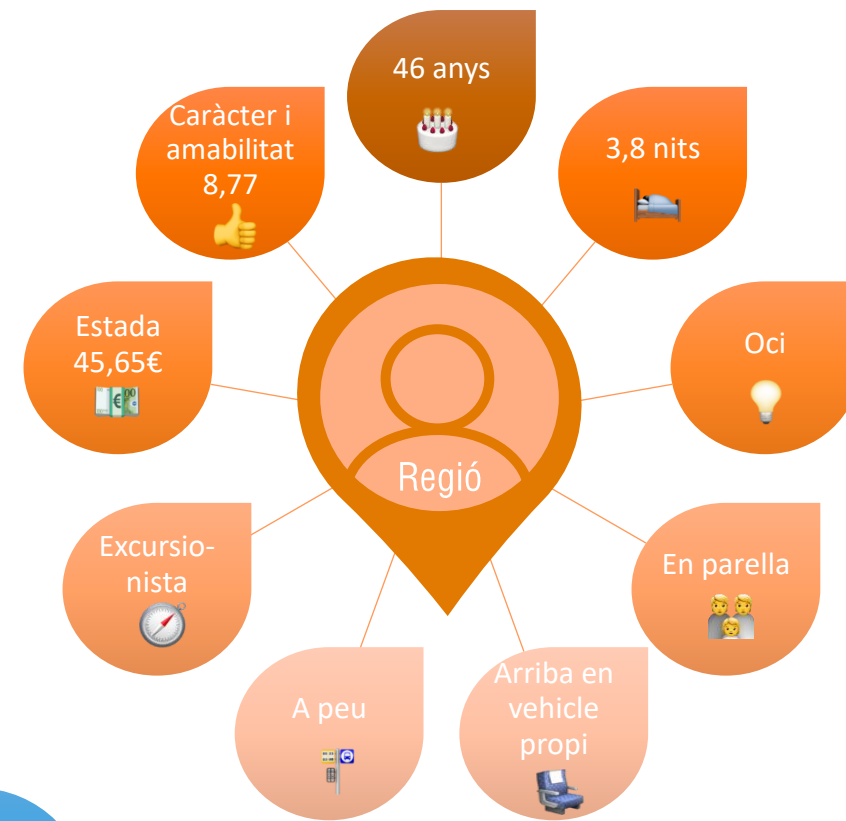 46 anys
3,8 nits
Oci
En parella
Arriba en
vehicle
propi
A peu
Excursio-
nista
Estada
45,65€
Caràcter i
amabilitat
8,77
Regió